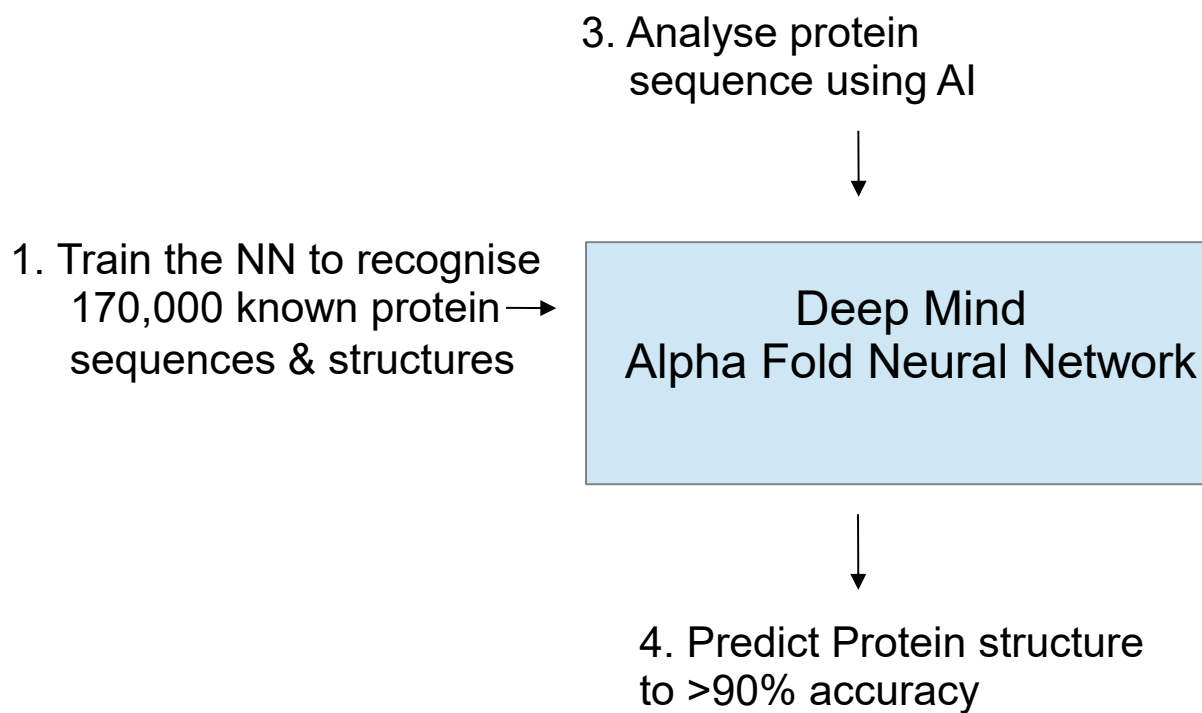 3. Analyse protein
sequence using AI
1. Train the NN to recognise
170,000 known protein
sequences & structures
Deep Mind
Alpha Fold Neural Network
4. Predict Protein structure
to >90% accuracy